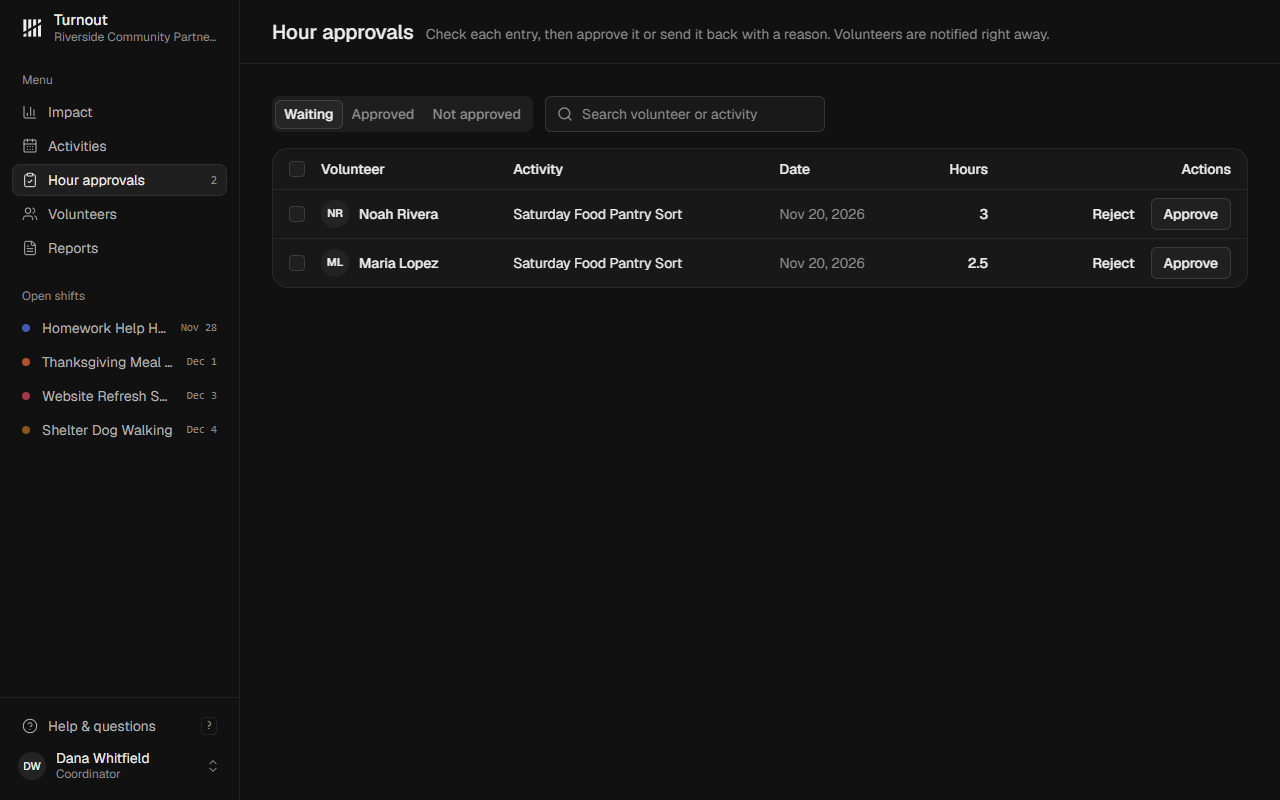 Turnout
Riverside Community Partne...
Menu
Impact
Activities
Hour approvals 2
Volunteers
Reports
Open shifts
Homework Help H... Nov 28
Thanksgiving Meal ... Dec 1
Website Refresh S... Dec 3
Shelter Dog Walking Dec 4
Help & questions ?
DW Dana Whitfield
Coordinator
Hour approvals Check each entry, then approve it or send it back with a reason. Volunteers are notified right away.
Waiting Approved Not approved Search volunteer or activity
Volunteer Activity Date Hours Actions
NR Noah Rivera Saturday Food Pantry Sort Nov 20, 2026 3 Reject Approve
ML Maria Lopez Saturday Food Pantry Sort Nov 20, 2026 2.5 Reject Approve